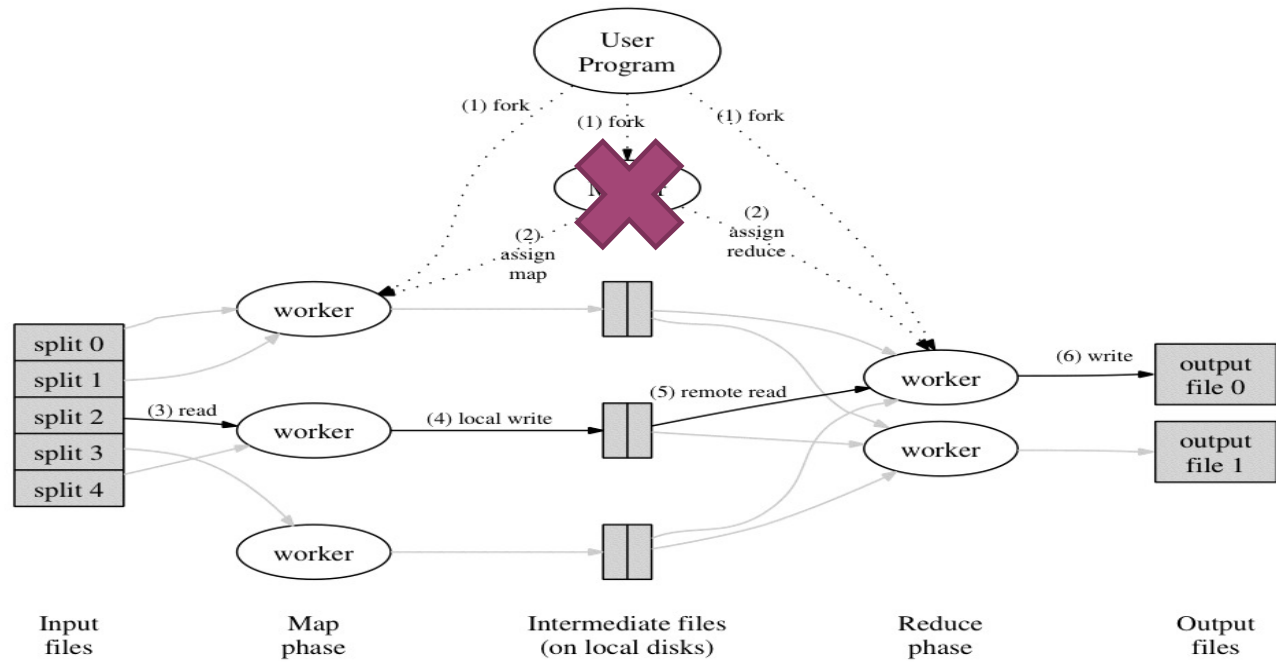 User
Program
(1) fork
(1) fork
(1) fork
(2)
assign
map
(2)
assign
reduce
worker
split 0
split 1
split 2
split 3
split 4
(3) read
worker
(4) local write
(5) remote read
worker
(6) write
output
file 0
worker
output
file 1
worker
Input
files
Map
phase
Intermediate files
(on local disks)
Reduce
phase
Output
files